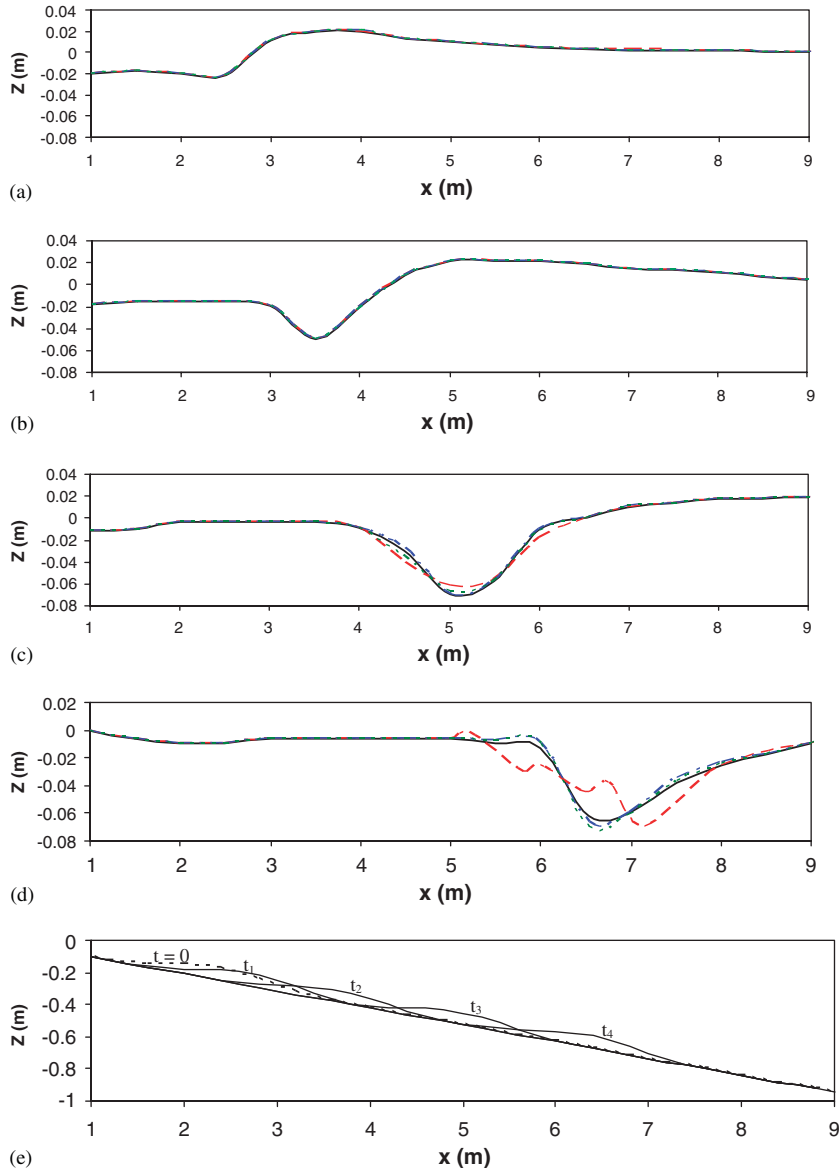 0.04
0.02
0
-0.02
-0.04
-0.06
-0.08
Z (m)
1 2 3 4 5 6 7 8 9
x (m)
(a)
0.04
0.02
0
-0.02
-0.04
-0.06
-0.08
Z (m)
1 2 3 4 5 6 7 8 9
x (m)
(b)
0.04
0.02
0
-0.02
-0.04
-0.06
-0.08
Z (m)
1 2 3 4 5 6 7 8 9
x (m)
(c)
0.02
0
-0.02
-0.04
-0.06
-0.08
Z (m)
1 2 3 4 5 6 7 8 9
x (m)
(d)
0
-0.2
-0.4
-0.6
-0.8
-1
Z (m)
t = 0
t1
t2
t3
t4
1 2 3 4 5 6 7 8 9
x (m)
(e)